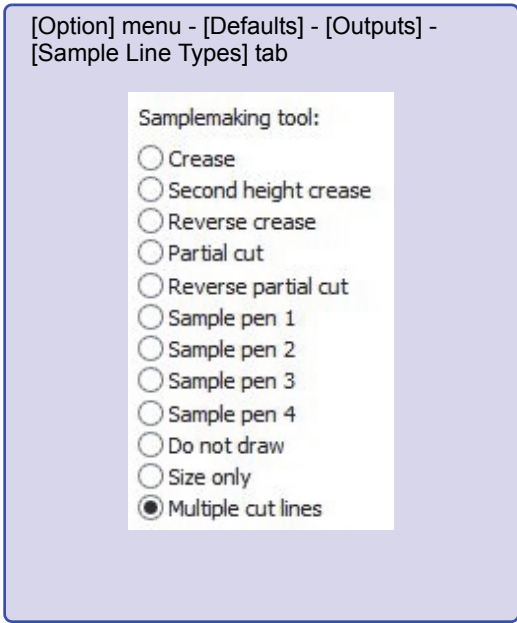 [Option] menu - [Defaults] - [Outputs] -
[Sample Line Types] tab
Samplemaking tool:
Crease
Second height crease
Reverse crease
Partial cut
Reverse partial cut
Sample pen 1
Sample pen 2
Sample pen 3
Sample pen 4
Do not draw
Size only
Multiple cut lines